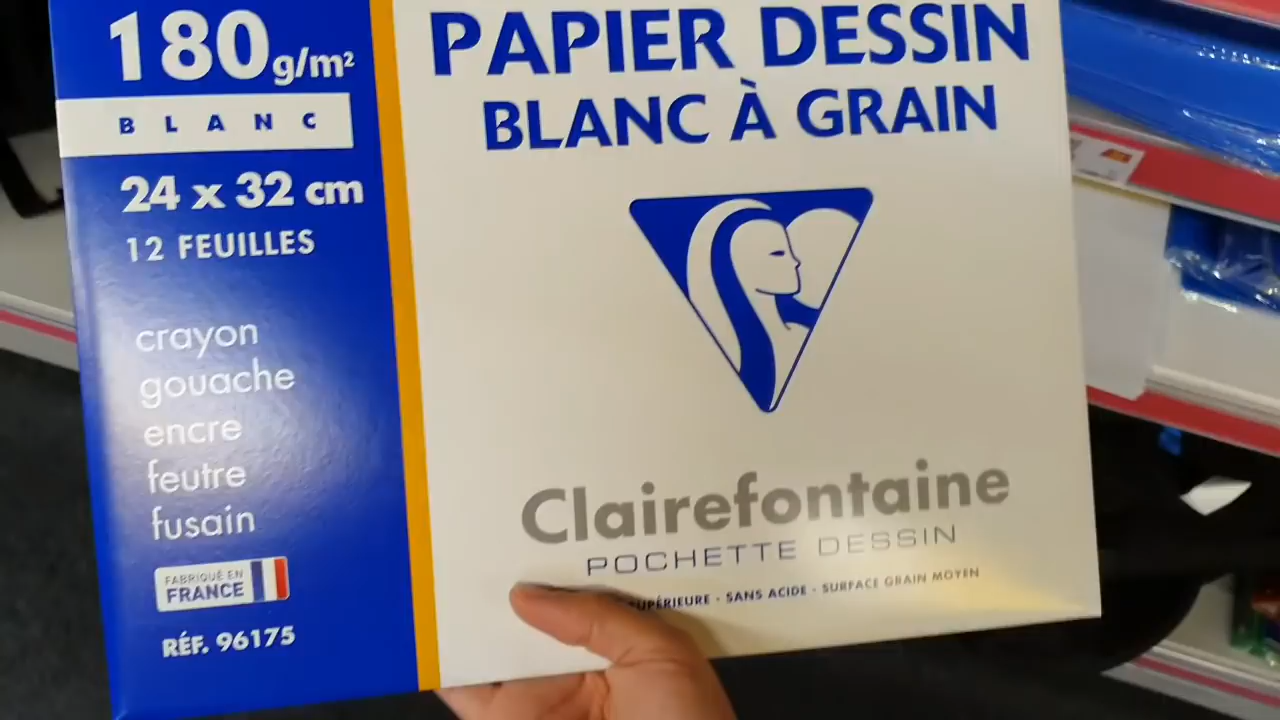 180 g/m²
BLANC
24 x 32 cm
12 FEUILLES
crayon
gouache
encre
feutre
fusain
FABRIQUÉ EN
FRANCE
RÉF. 96175
PAPIER DESSIN
BLANC À GRAIN
Clairefontaine
POCHETTE DESSIN
SUPÉRIEURE - SANS ACIDE - SURFACE GRAIN MOYEN